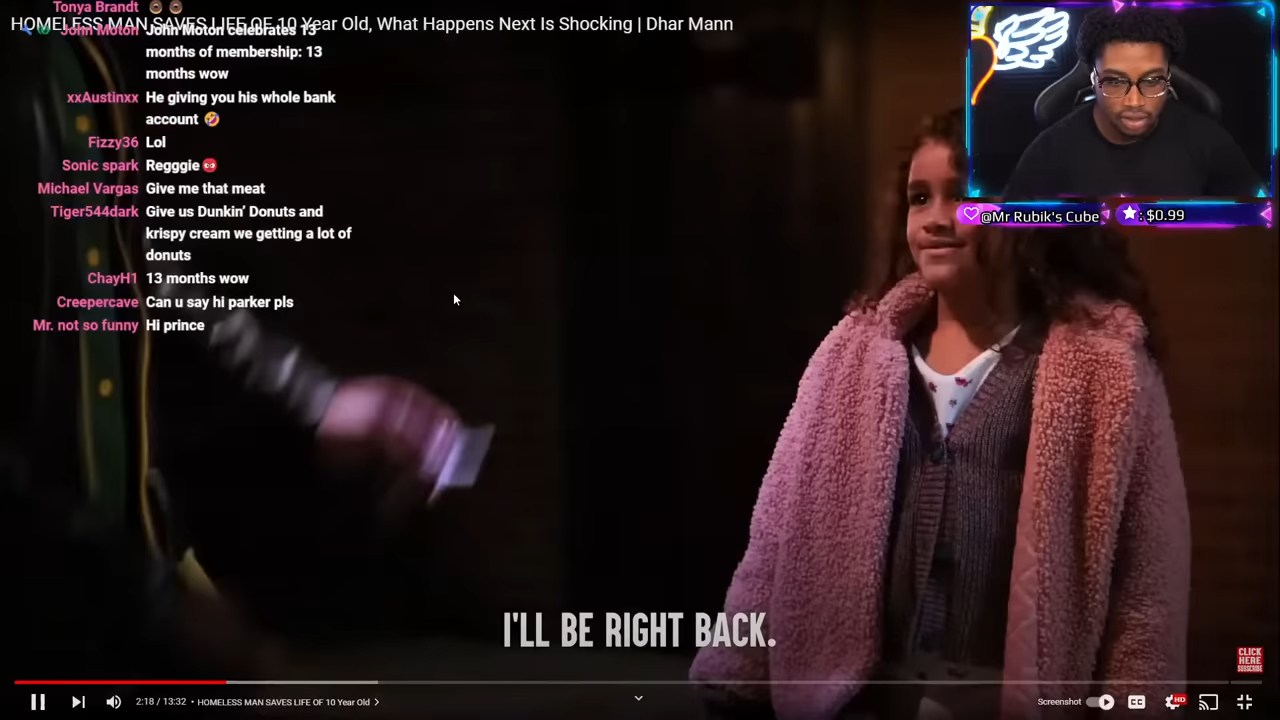 Tonya Brandt
HOMELESS MAN SAVES LIFE OF 10 Year Old, What Happens Next Is Shocking | Dhar Mann
John Moton John Moton celebrates 13
months of membership: 13
months wow
xxAustinxx He giving you his whole bank
account 🤣
Fizzy36 Lol
Sonic spark Regggie
Michael Vargas Give me that meat
Tiger544dark Give us Dunkin' Donuts and
krispy cream we getting a lot of
donuts
ChayH1 13 months wow
Creepercave Can u say hi parker pls
Mr. not so funny Hi prince
@Mr Rubik's Cube
: $0.99
I'LL BE RIGHT BACK.
CLICK
HERE
SUBSCRIBE
2:18 / 13:32 • HOMELESS MAN SAVES LIFE OF 10 Year Old
Screenshot
CC
HD